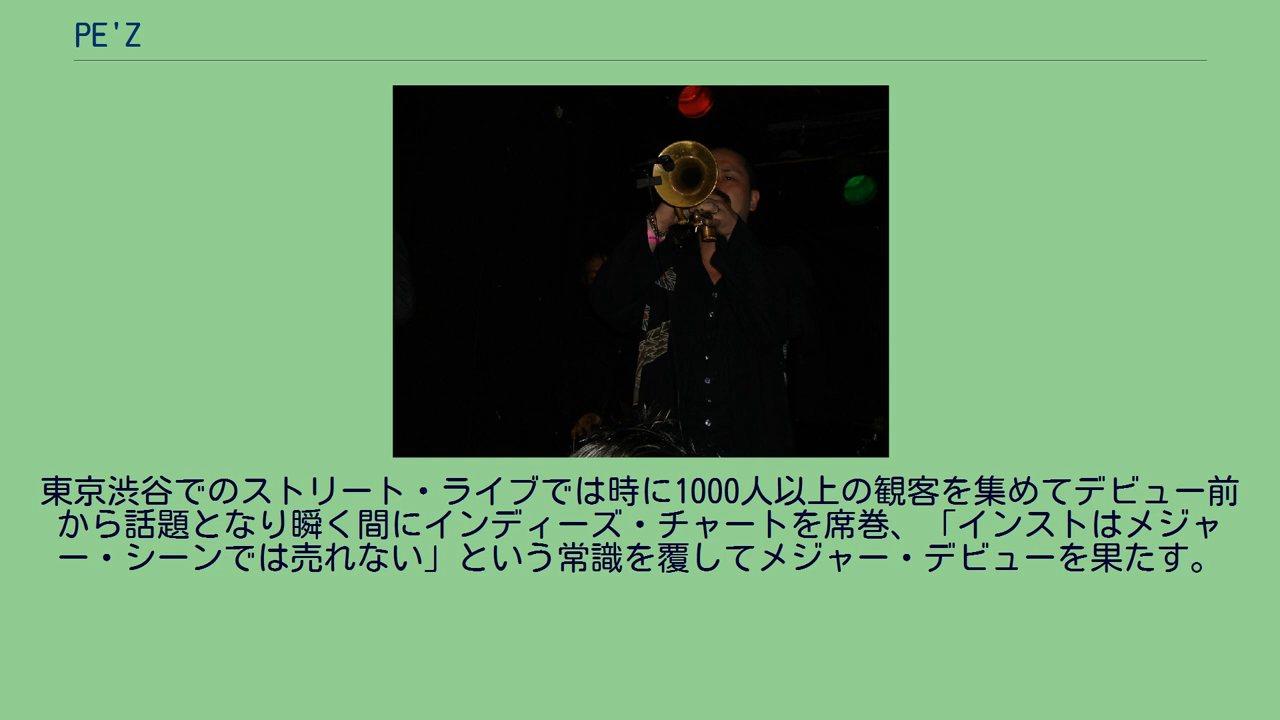 PE'Z
東京渋谷でのストリート・ライブでは時に1000人以上の観客を集めてデビュー前
から話題となり瞬く間にインディーズ・チャートを席巻、「インストはメジャ
ー・シーンでは売れない」という常識を覆してメジャー・デビューを果たす。